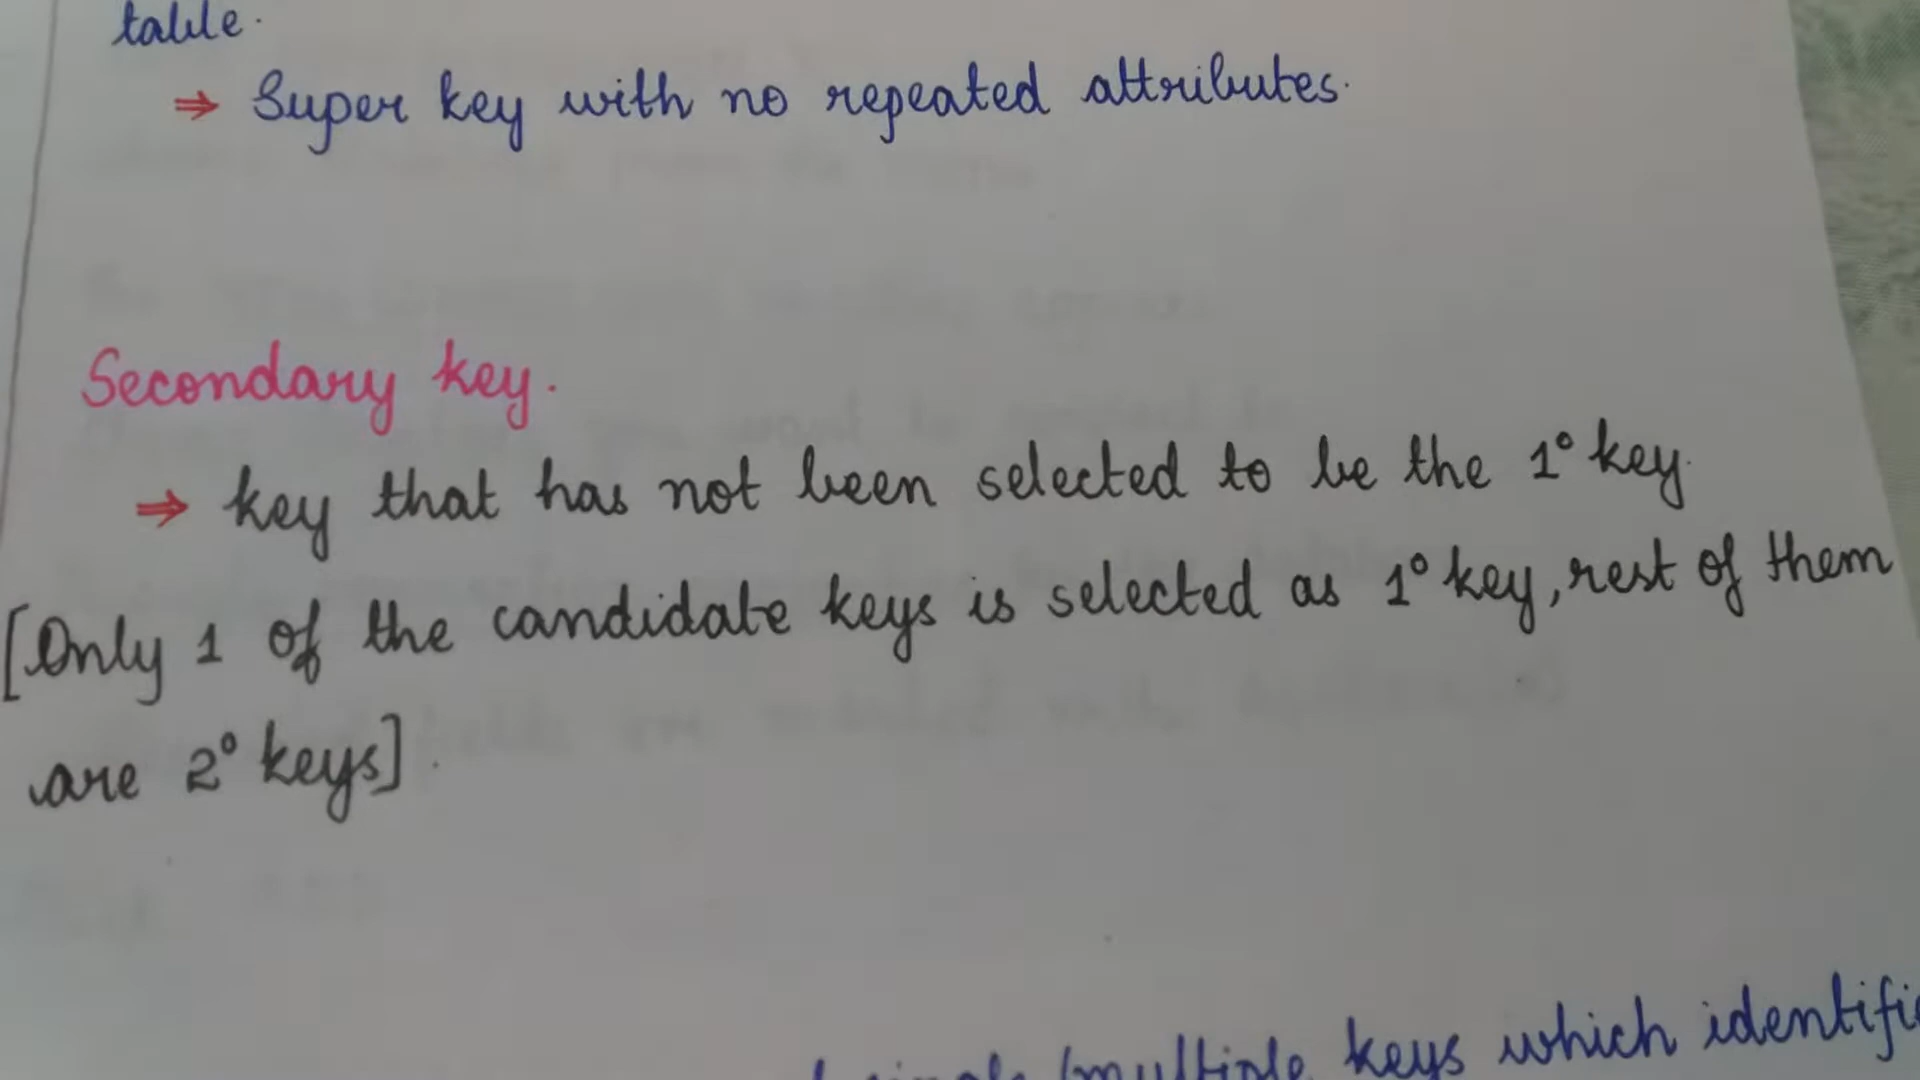 table.
⇒ Super key with no repeated attributes.
Secondary key.
⇒ key that has not been selected to be the 1° key.
[Only 1 of the candidate keys is selected as 1° key, rest of them
are 2° keys].
multiple keys which